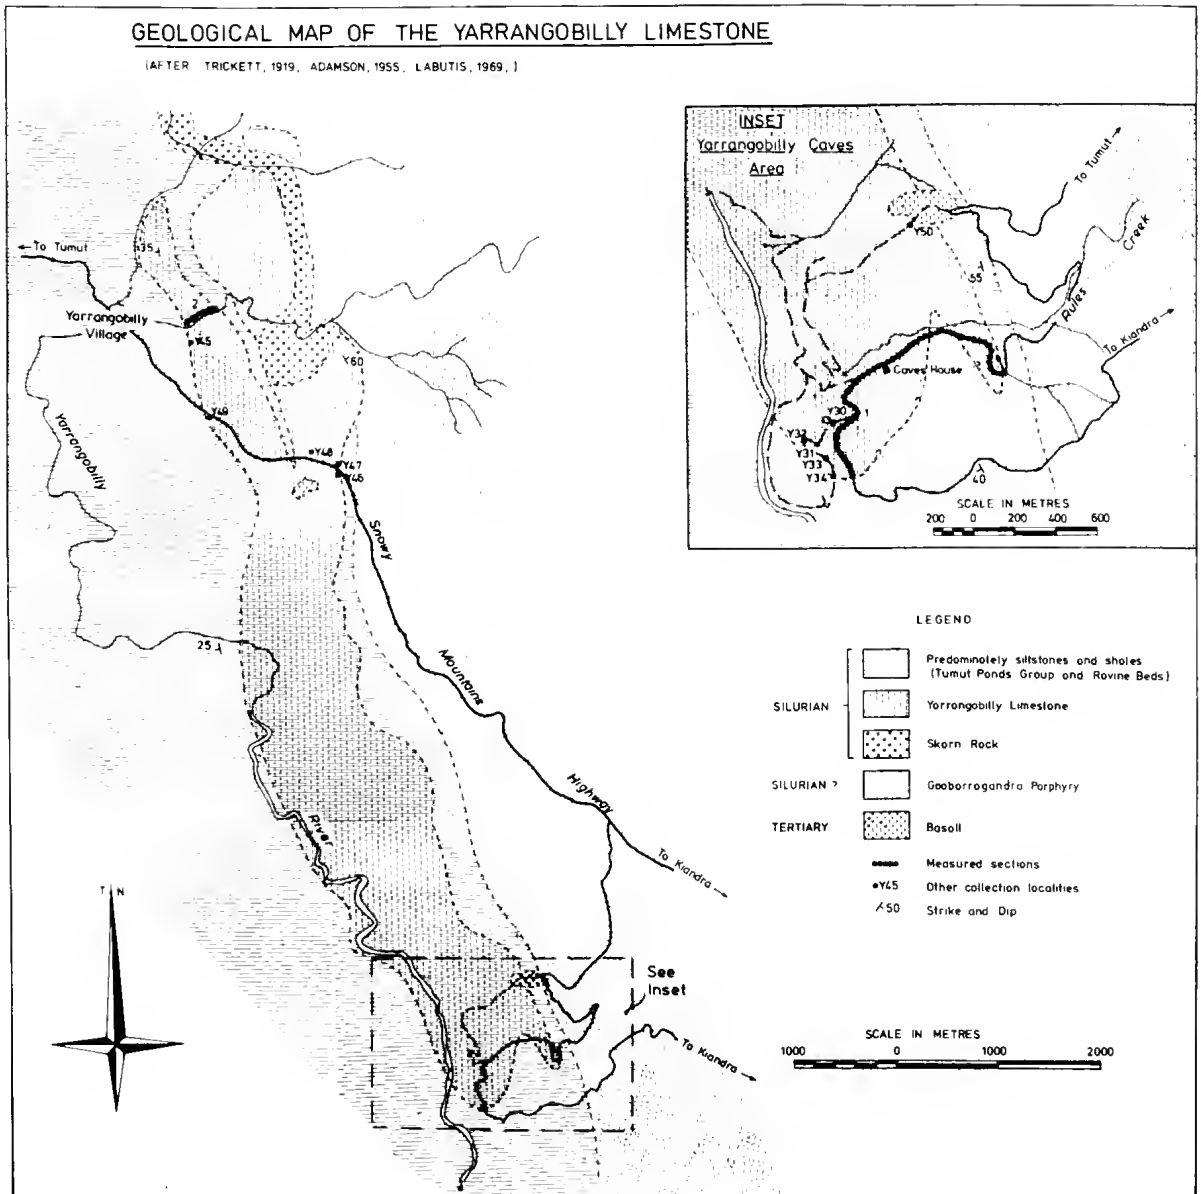 GEOLOGICAL MAP OF THE YARRANGOBILLY LIMESTONE
(AFTER TRICKETT, 1919, ADAMSON, 1955, LABUTIS, 1969, )
INSET
Yarrangobilly Caves
Area
To Tumut
Y50
55
Rules
Creek
To Kiandra
Caves House
Y30
1
Y32
Y31
Y33
Y34
40
SCALE IN METRES
200 0 200 400 600
←To Tumut
35
2
Yarrangobilly
Village
Y45
60
Y49
Y48
Y47
Y46
Yarrangobilly
Snowy
25
Mountains
Highway
River
To Kiandra
See
Inset
To Kiandra
T N
LEGEND
Predominately siltstones and shales
(Tumut Ponds Group and Ravine Beds)
SILURIAN
Yarrangobilly Limestone
Skarn Rock
SILURIAN ?
Gooborrogandra Porphyry
TERTIARY
Basalt
Measured sections
Y45 Other collection localities
50 Strike and Dip
SCALE IN METRES
1000 0 1000 2000